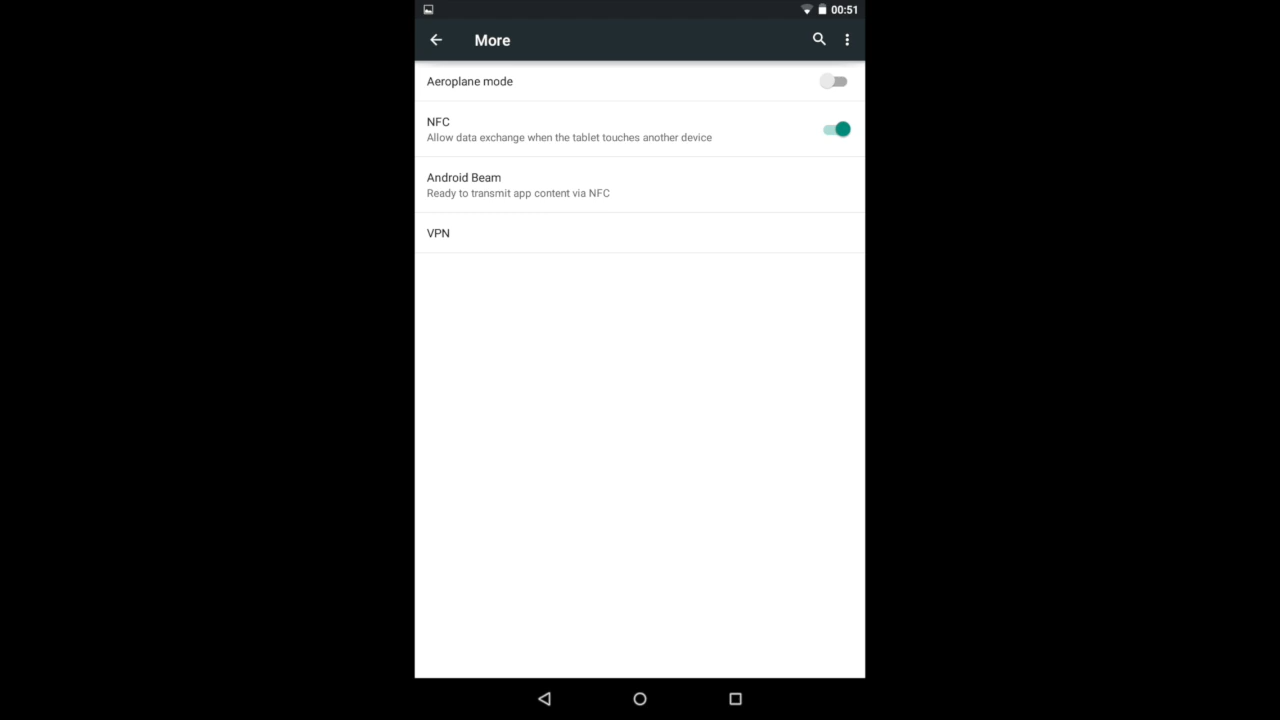 00:51
More
Aeroplane mode
NFC
Allow data exchange when the tablet touches another device
Android Beam
Ready to transmit app content via NFC
VPN